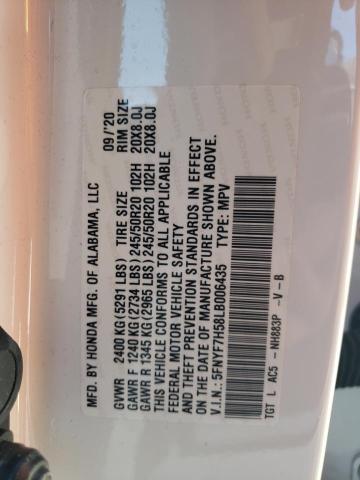 MFD. BY HONDA MFG. OF ALABAMA, LLC 09/'20
GVWR 2400 KG (5291 LBS) TIRE SIZE RIM SIZE
GAWR F 1240 KG (2734 LBS) 245/50R20 102H 20X8.0J
GAWR R 1345 KG (2965 LBS) 245/50R20 102H 20X8.0J
THIS VEHICLE CONFORMS TO ALL APPLICABLE
FEDERAL MOTOR VEHICLE SAFETY
AND THEFT PREVENTION STANDARDS IN EFFECT
ON THE DATE OF MANUFACTURE SHOWN ABOVE.
V.I.N.: 5FNYF7H58LB006435 TYPE: MPV
TGT L AC5 -NH883P -V -B